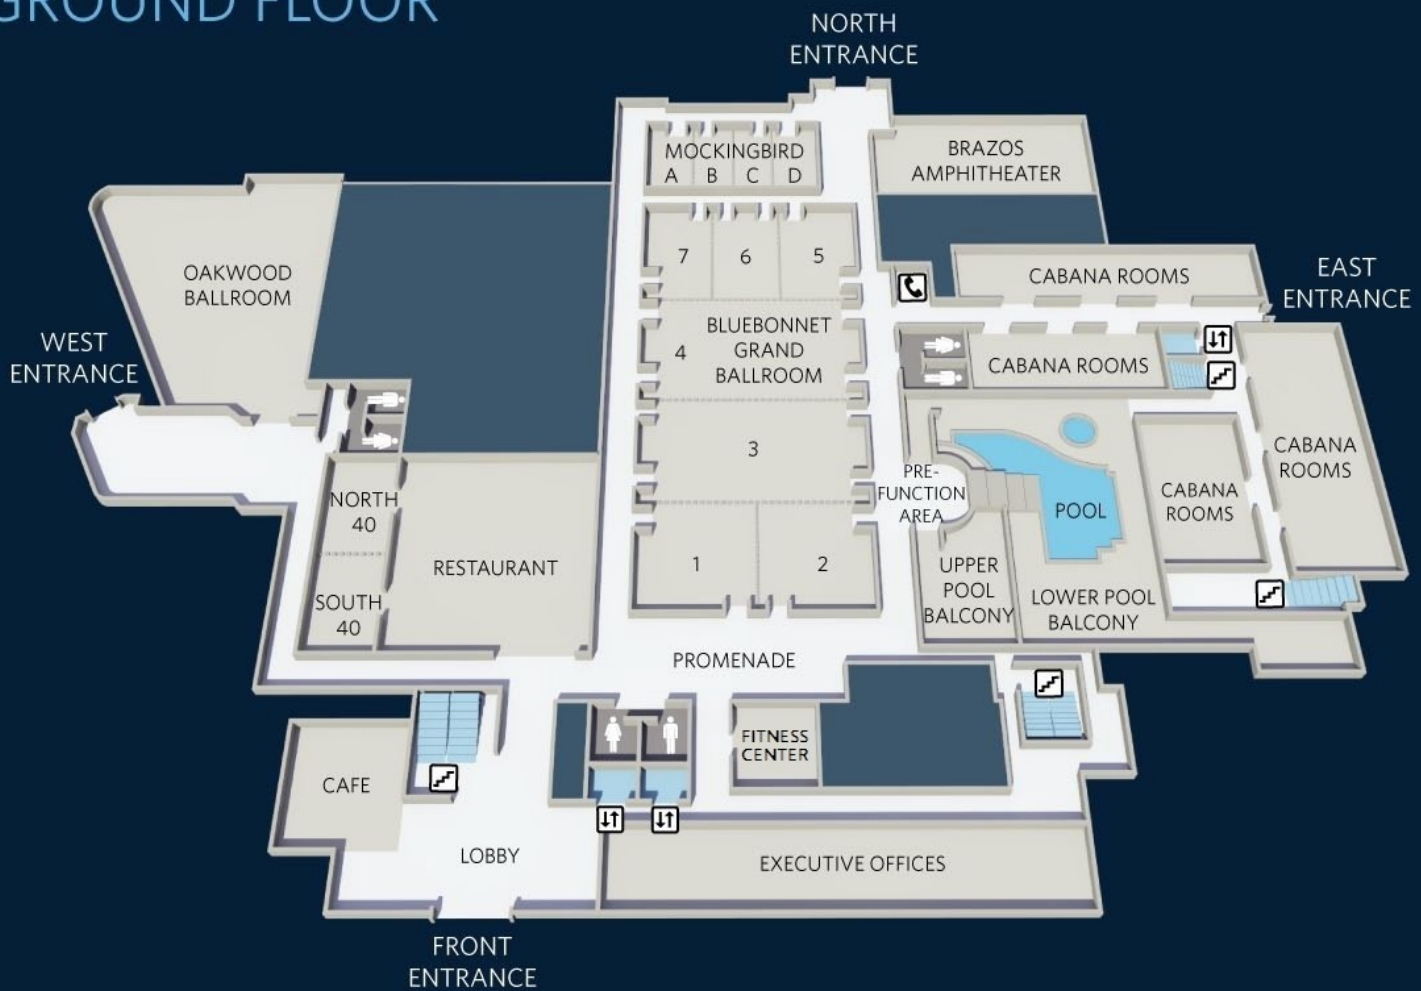 GROUND FLOOR
NORTH
ENTRANCE
MOCKINGBIRD
A B C D
BRAZOS
AMPHITHEATER
OAKWOOD
BALLROOM
7 6 5
CABANA ROOMS
EAST
ENTRANCE
WEST
ENTRANCE
BLUEBONNET
GRAND
BALLROOM
4
CABANA ROOMS
3
CABANA
ROOMS
PRE-
FUNCTION
AREA
POOL
CABANA
ROOMS
NORTH
40
RESTAURANT
1 2
UPPER
POOL
BALCONY
LOWER POOL
BALCONY
SOUTH
40
PROMENADE
FITNESS
CENTER
CAFE
LOBBY
EXECUTIVE OFFICES
FRONT
ENTRANCE